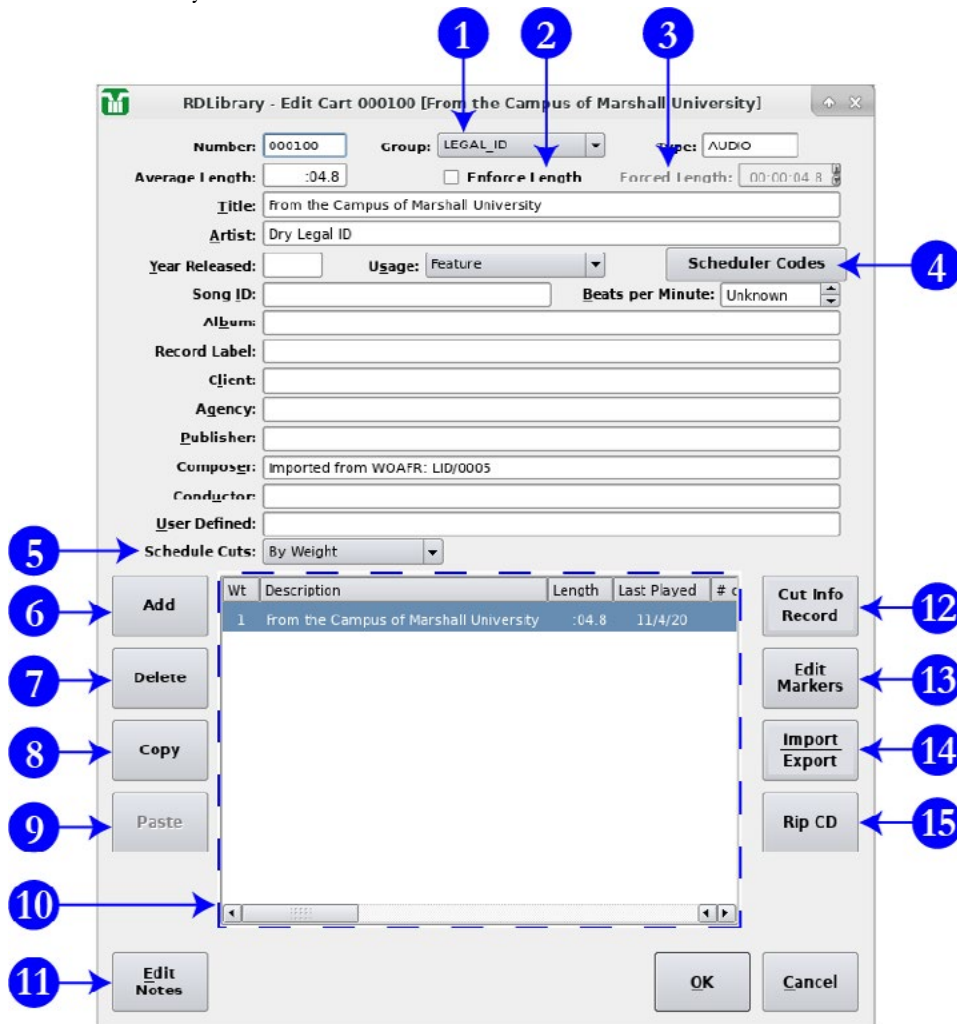 1 2 3
RDLibrary - Edit Cart 000100 [From the Campus of Marshall University]
Number: 000100 Group: LEGAL_ID Type: AUDIO
Average Length: :04.8 Enforce Length Forced Length: 00:00:04.8
Title: From the Campus of Marshall University
Artist: Dry Legal ID
Year Released: Usage: Feature Scheduler Codes 4
Song ID: Beats per Minute: Unknown
Album:
Record Label:
Client:
Agency:
Publisher:
Composer: Imported from WOAFR: LID/0005
Conductor:
User Defined:
5 Schedule Cuts: By Weight
Wt Description Length Last Played #
6 Add 1 From the Campus of Marshall University :04.8 11/4/20 Cut Info
Record 12
7 Delete Edit
Markers 13
8 Copy Import
Export 14
9 Paste Rip CD 15
10
11 Edit
Notes OK Cancel